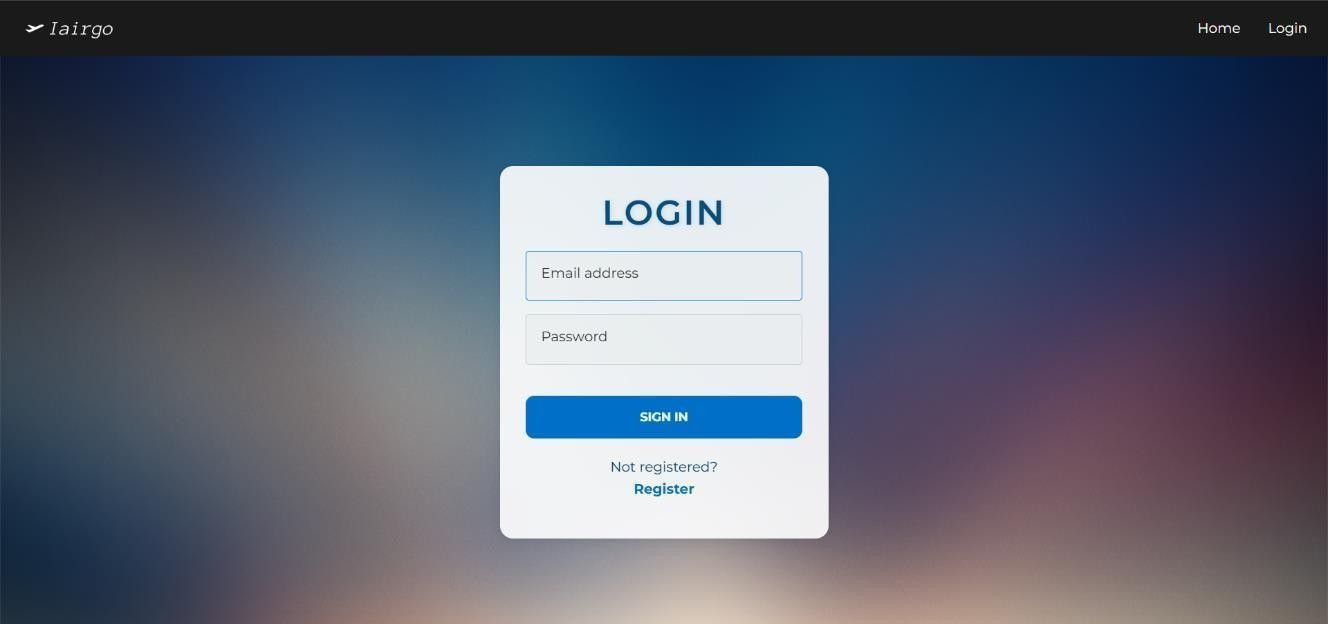 Iairgo
Home
Login
LOGIN
Email address
Password
SIGN IN
Not registered?
Register